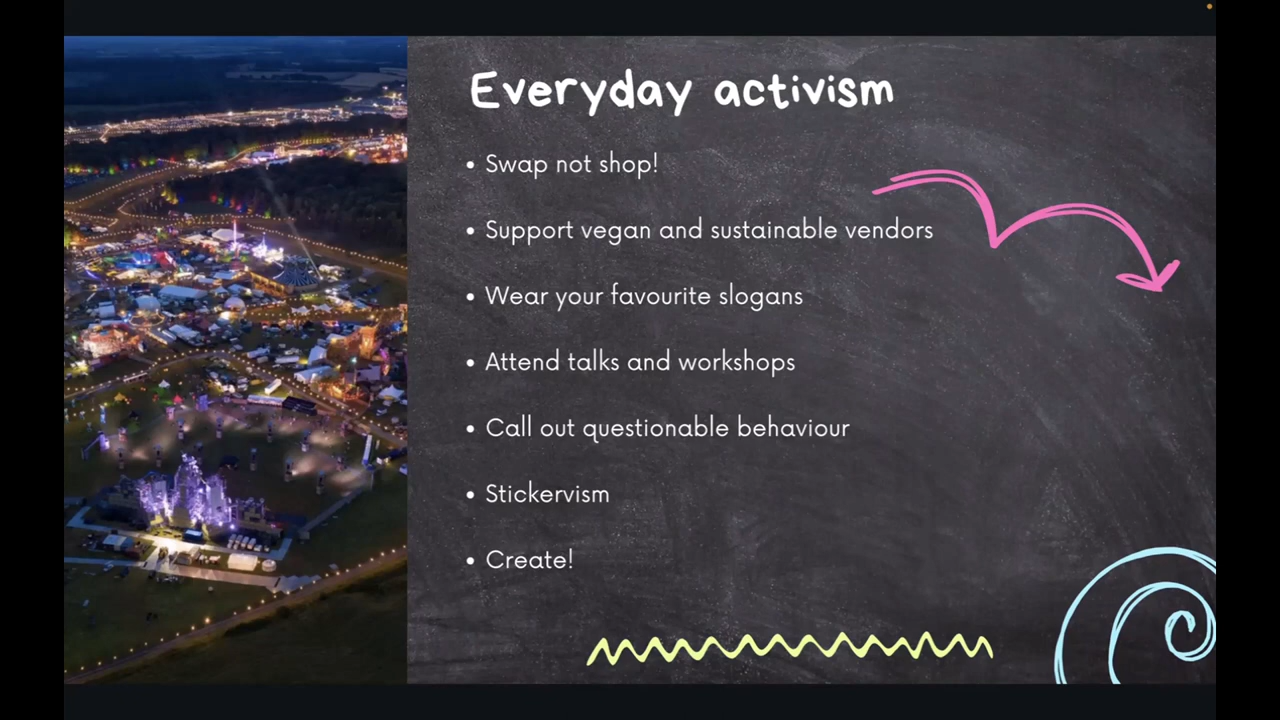 Everyday activism
• Swap not shop!
• Support vegan and sustainable vendors
• Wear your favourite slogans
• Attend talks and workshops
• Call out questionable behaviour
• Stickervism
• Create!